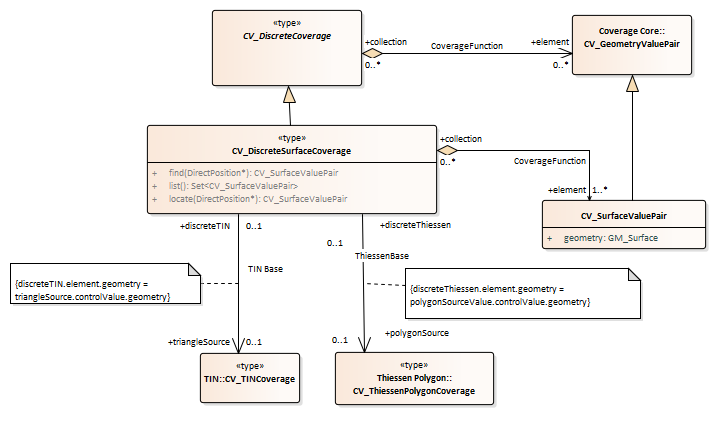 «type»
CV_DiscreteCoverage
+collection
0..*
CoverageFunction
+element
0..*
Coverage Core::
CV_GeometryValuePair
«type»
CV_DiscreteSurfaceCoverage
+ find(DirectPosition*): CV_SurfaceValuePair
+ list(): Set<CV_SurfaceValuePair>
+ locate(DirectPosition*): CV_SurfaceValuePair
+collection
0..*
CoverageFunction
+element 1..*
CV_SurfaceValuePair
+ geometry: GM_Surface
+discreteTIN 0..1
+discreteThiessen
0..1
ThiessenBase
TIN Base
{discreteTIN.element.geometry =
triangleSource.controlValue.geometry}
{discreteThiessen.element.geometry =
polygonSourceValue.controlValue.geometry}
+triangleSource 0..1
0..1 +polygonSource
«type»
TIN::CV_TINCoverage
«type»
Thiessen Polygon::
CV_ThiessenPolygonCoverage